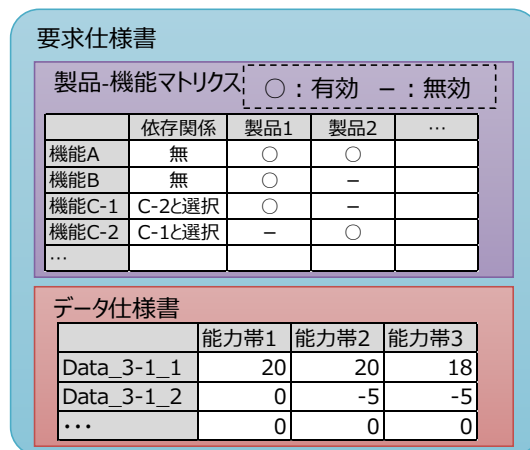 要求仕様書
製品-機能マトリクス
○：有効 －：無効
依存関係 製品1 製品2 …
機能A 無 ○ ○
機能B 無 ○ －
機能C-1 C-2と選択 ○ －
機能C-2 C-1と選択 － ○
…
データ仕様書
能力帯1 能力帯2 能力帯3
Data_3-1_1 20 20 18
Data_3-1_2 0 -5 -5
・・・ 0 0 0